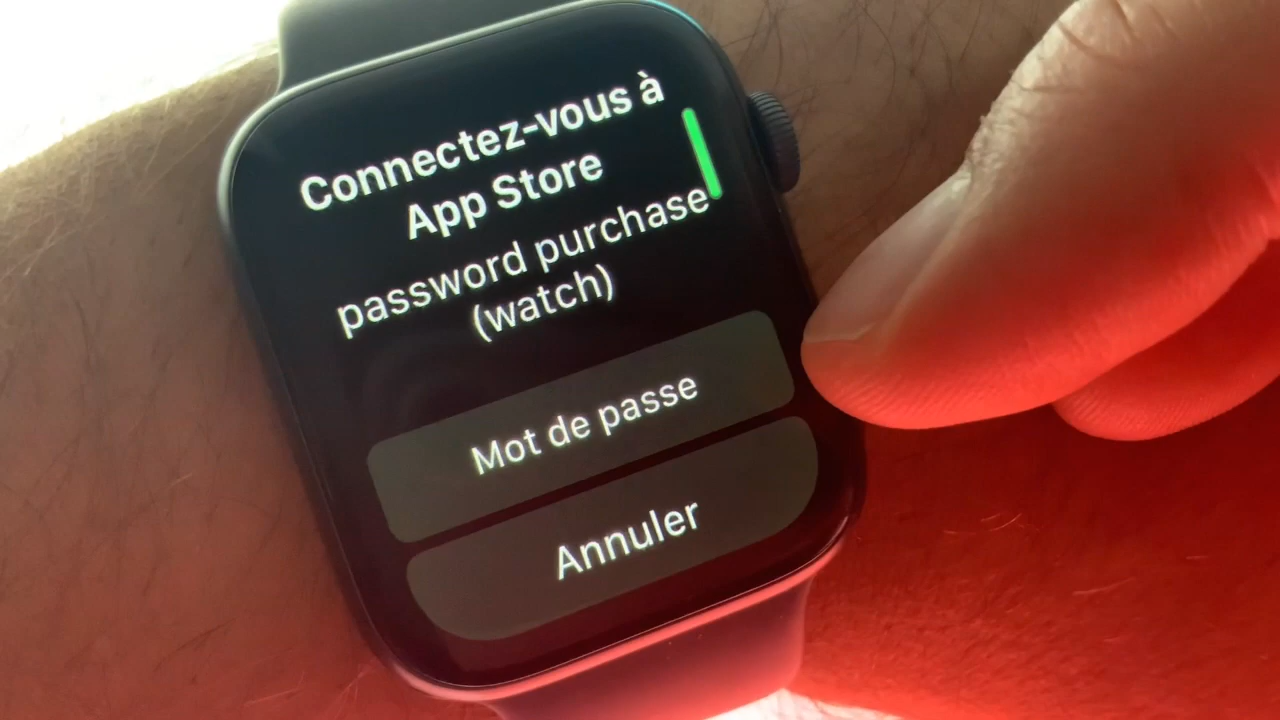 Connectez-vous à
App Store
password purchase
(watch)
Mot de passe
Annuler